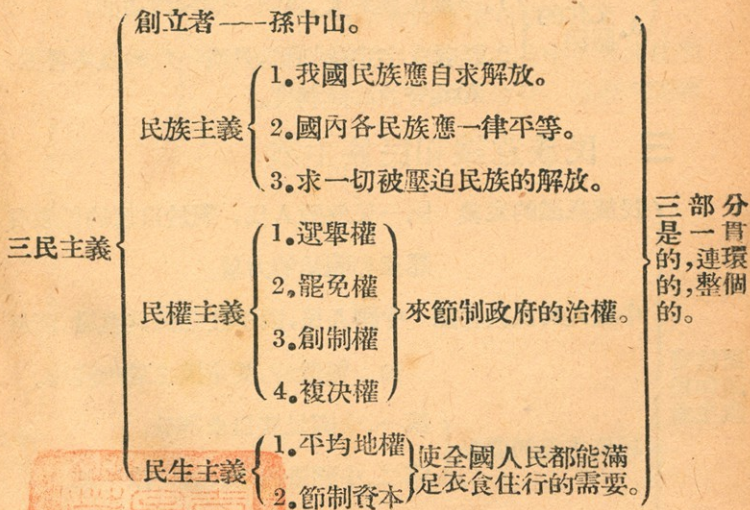 創立者——孫中山。
三民主義
民族主義
1.我國民族應自求解放。
2.國內各民族應一律平等。
3.求一切被壓迫民族的解放。
民權主義
1.選舉權
2,罷免權
3.創制權
4.複決權
來節制政府的治權。
民生主義
1.平均地權
2.節制資本
使全國人民都能滿
足衣食住行的需要。
三部分
是一貫
的,連環
的,整個
的。